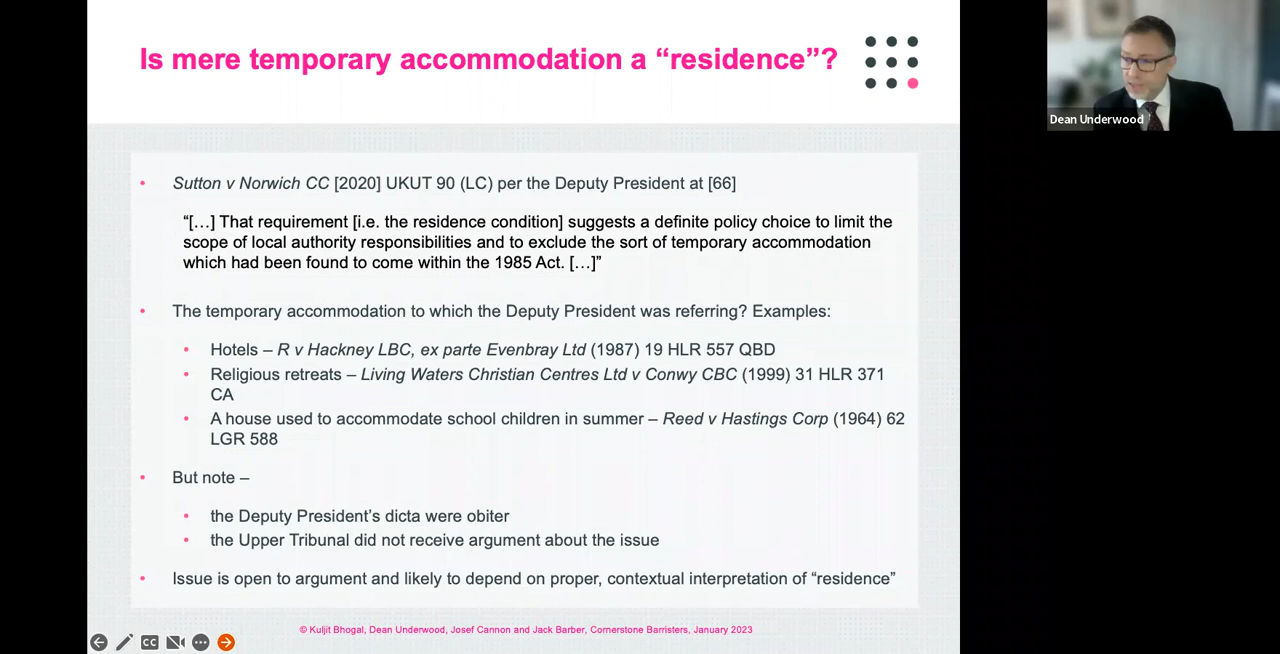 Is mere temporary accommodation a “residence”?
Dean Underwood
• Sutton v Norwich CC [2020] UKUT 90 (LC) per the Deputy President at [66]
“[…] That requirement [i.e. the residence condition] suggests a definite policy choice to limit the
scope of local authority responsibilities and to exclude the sort of temporary accommodation
which had been found to come within the 1985 Act. […]”
• The temporary accommodation to which the Deputy President was referring? Examples:
• Hotels – R v Hackney LBC, ex parte Evenbray Ltd (1987) 19 HLR 557 QBD
• Religious retreats – Living Waters Christian Centres Ltd v Conwy CBC (1999) 31 HLR 371
CA
• A house used to accommodate school children in summer – Reed v Hastings Corp (1964) 62
LGR 588
• But note –
• the Deputy President’s dicta were obiter
• the Upper Tribunal did not receive argument about the issue
• Issue is open to argument and likely to depend on proper, contextual interpretation of “residence”
© Kuljit Bhogal, Dean Underwood, Josef Cannon and Jack Barber, Cornerstone Barristers, January 2023
CC